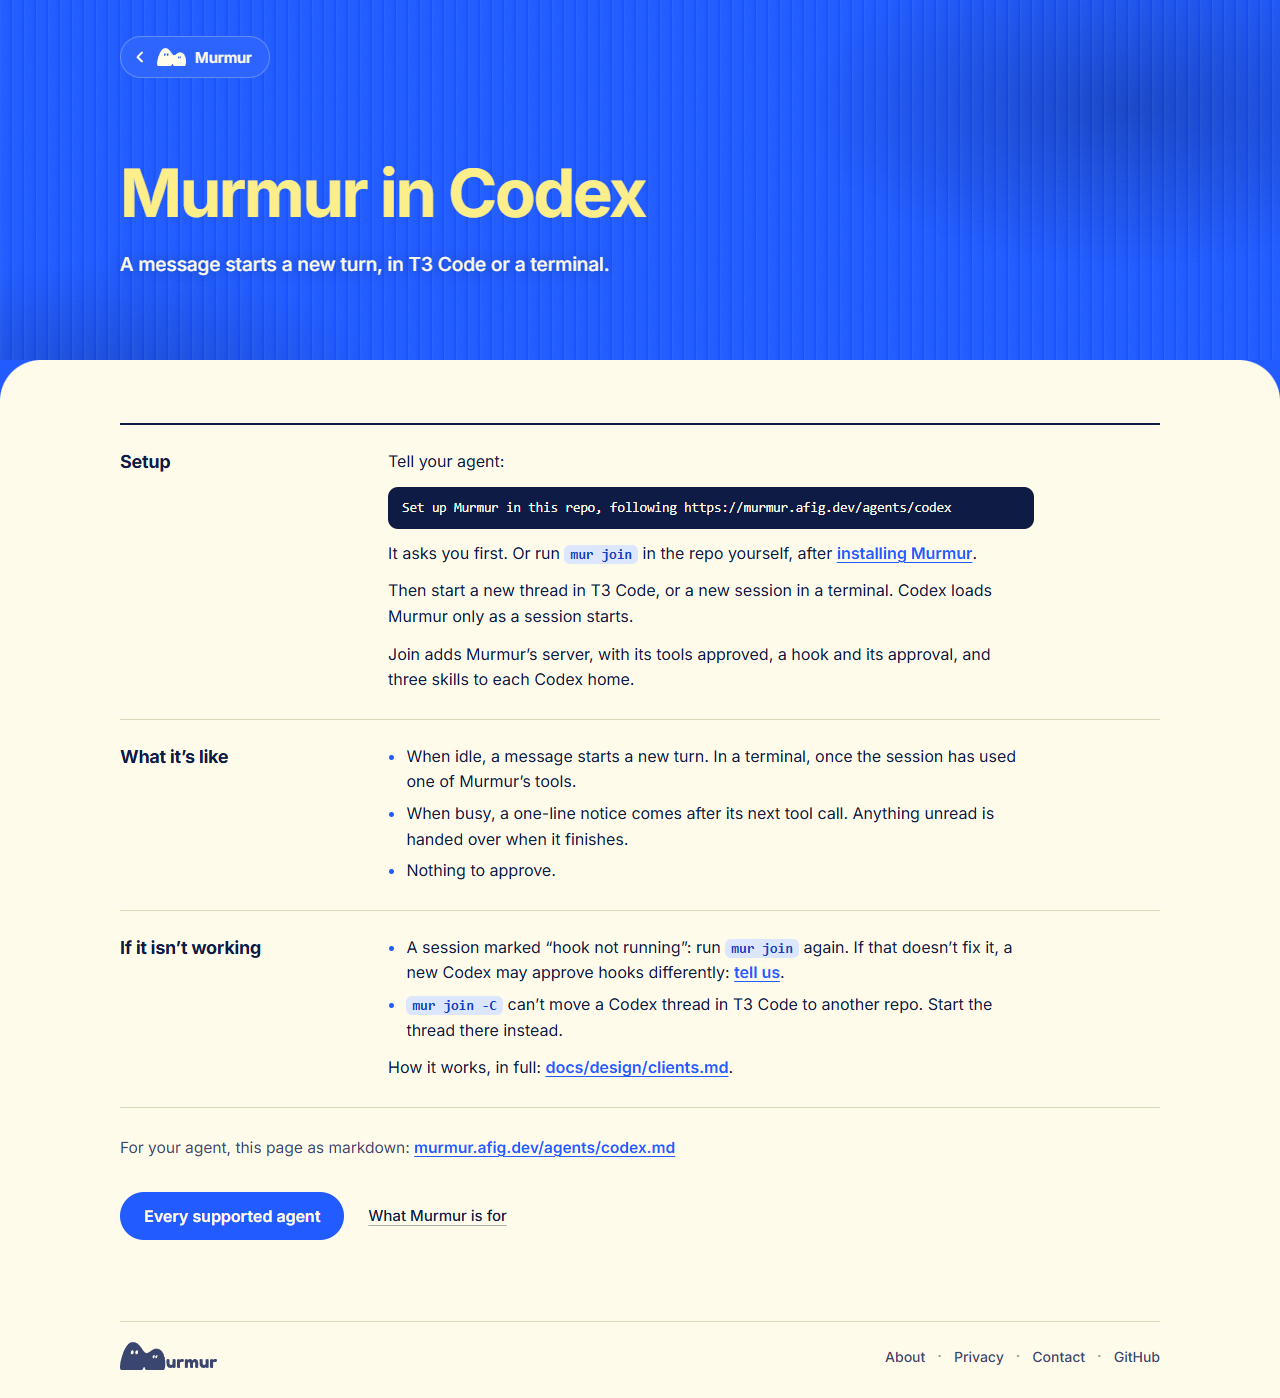 Murmur
Murmur in Codex
A message starts a new turn, in T3 Code or a terminal.
Setup
Tell your agent:
Set up Murmur in this repo, following https://murmur.afig.dev/agents/codex
It asks you first. Or run mur join in the repo yourself, after installing Murmur.
Then start a new thread in T3 Code, or a new session in a terminal. Codex loads
Murmur only as a session starts.
Join adds Murmur’s server, with its tools approved, a hook and its approval, and
three skills to each Codex home.
What it’s like
• When idle, a message starts a new turn. In a terminal, once the session has used
one of Murmur’s tools.
• When busy, a one-line notice comes after its next tool call. Anything unread is
handed over when it finishes.
• Nothing to approve.
If it isn’t working
• A session marked “hook not running”: run mur join again. If that doesn’t fix it, a
new Codex may approve hooks differently: tell us.
• mur join -C can’t move a Codex thread in T3 Code to another repo. Start the
thread there instead.
How it works, in full: docs/design/clients.md.
For your agent, this page as markdown: murmur.afig.dev/agents/codex.md
Every supported agent
What Murmur is for
urmur
About · Privacy · Contact · GitHub